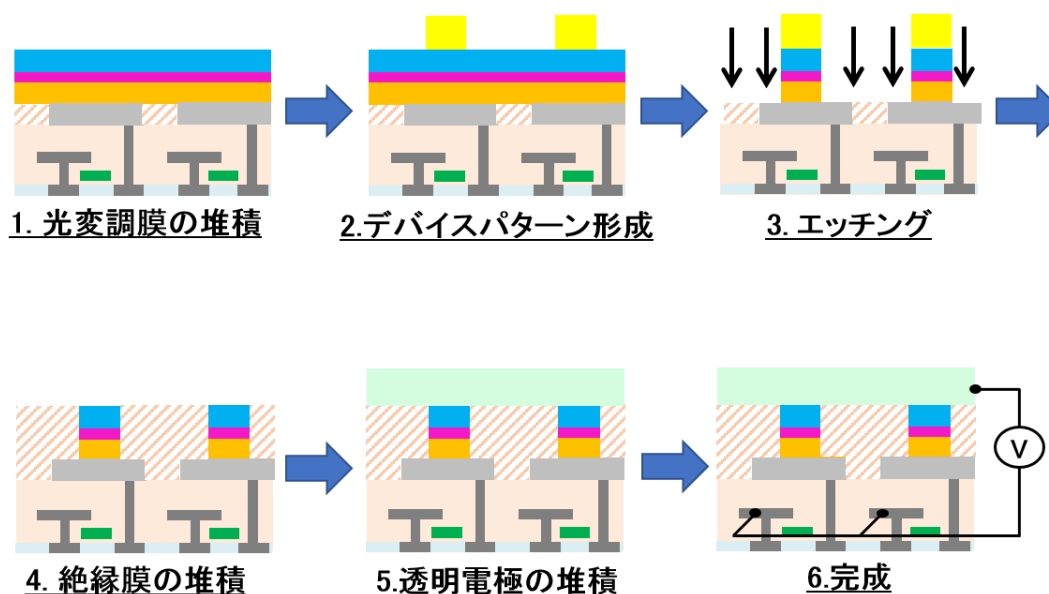 1. 光変調膜の堆積
2.デバイスパターン形成
3. エッチング
4. 絶縁膜の堆積
5.透明電極の堆積
6.完成
V